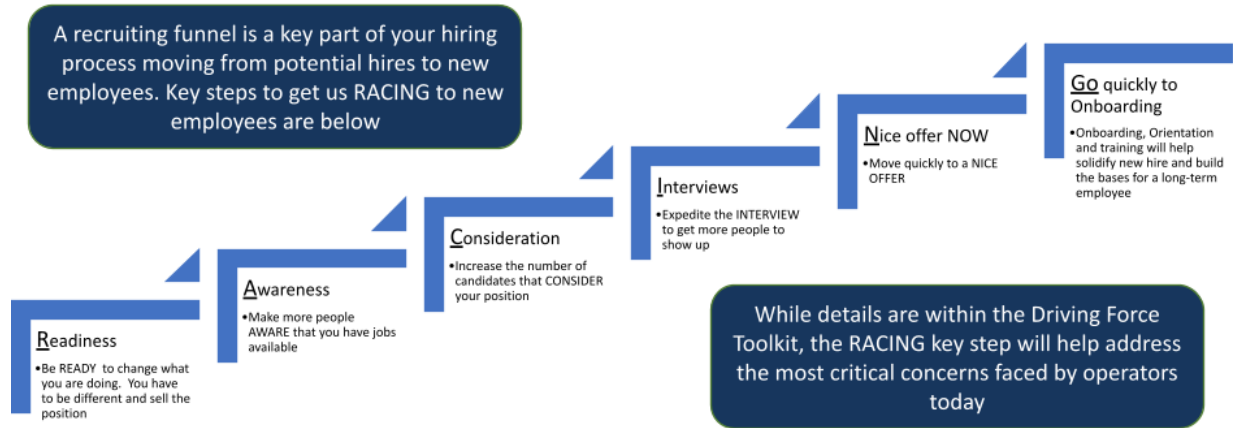 A recruiting funnel is a key part of your hiring
process moving from potential hires to new
employees. Key steps to get us RACING to new
employees are below
Readiness
•Be READY to change what
you are doing. You have
to be different and sell the
position
Awareness
•Make more people
AWARE that you have jobs
available
Consideration
•Increase the number of
candidates that CONSIDER
your position
Interviews
•Expedite the INTERVIEW
to get more people to
show up
Nice offer NOW
•Move quickly to a NICE
OFFER
Go quickly to
Onboarding
•Onboarding, Orientation
and training will help
solidify new hire and build
the bases for a long-term
employee
While details are within the Driving Force
Toolkit, the RACING key step will help address
the most critical concerns faced by operators
today